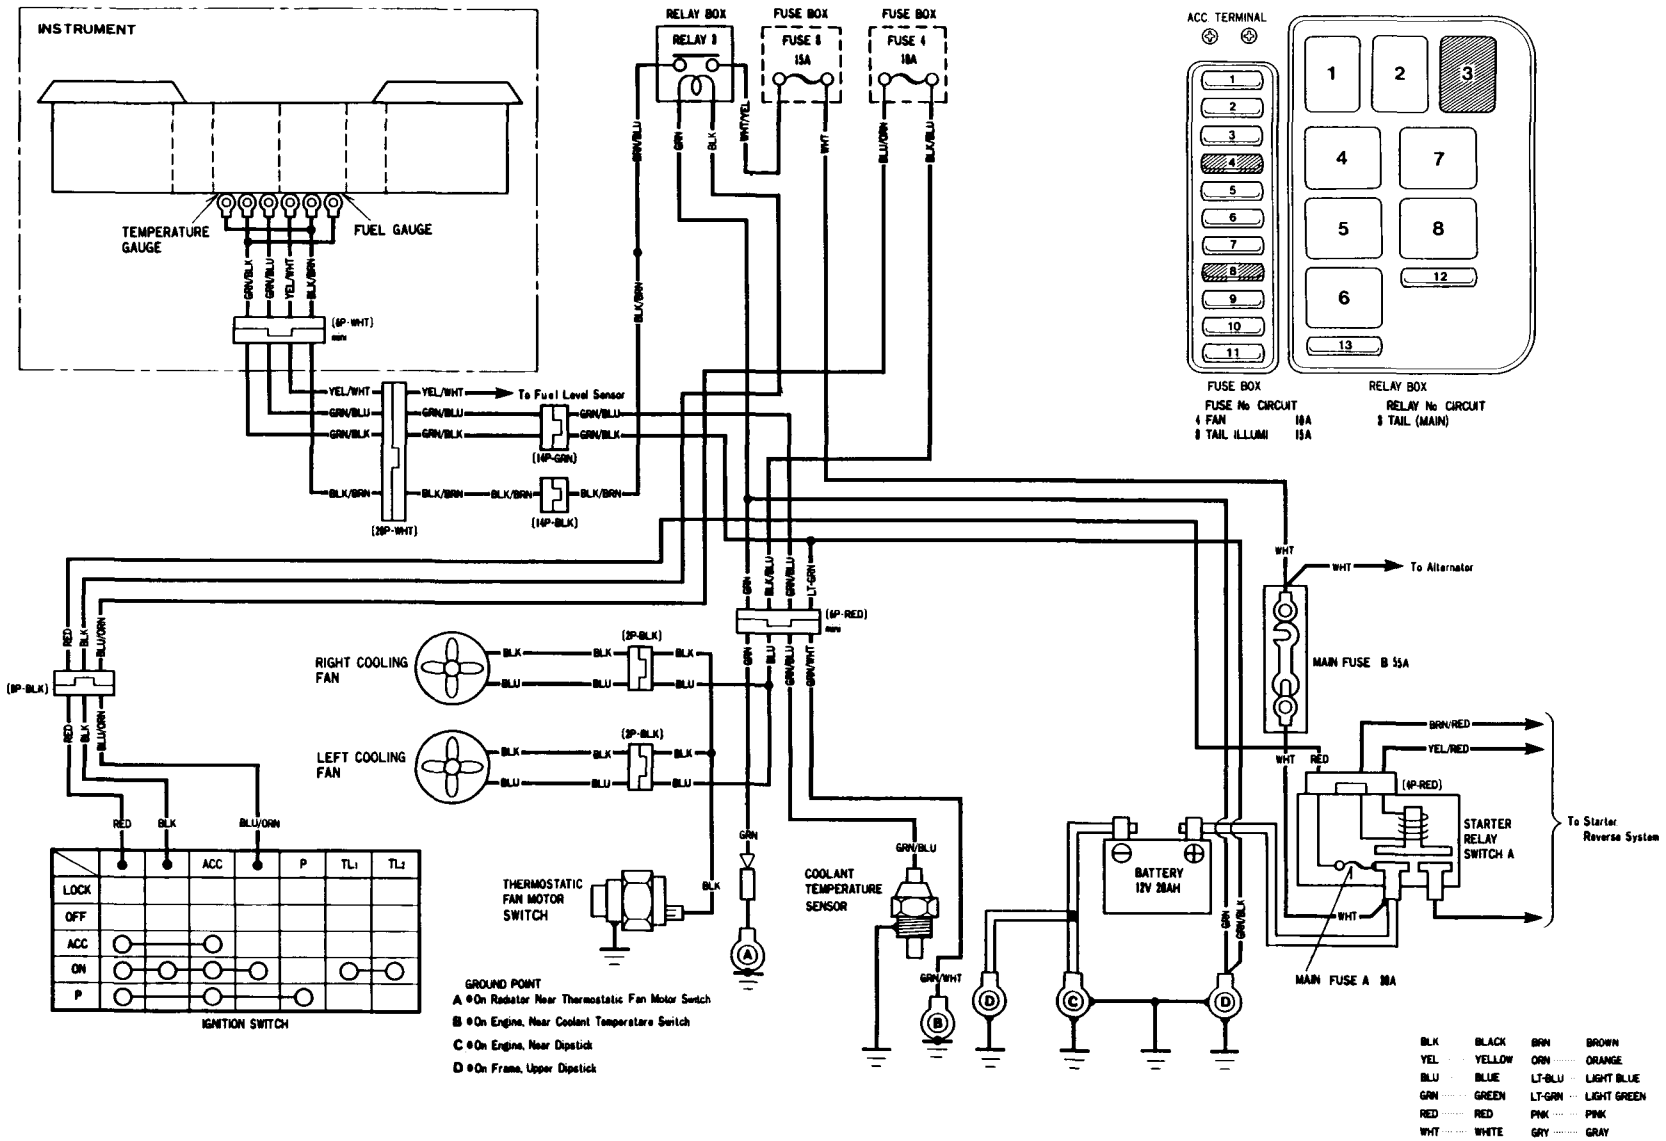 INSTRUMENT
TEMPERATURE
GAUGE
FUEL GAUGE
GRN/BLK
GRN/BLU
YEL/WHT
BLK/BRN
(6P-WHT)
mini
RELAY BOX
RELAY 3
FUSE BOX
FUSE 8
15A
FUSE BOX
FUSE 4
10A
BRN/BLU
GRN
BLK
WHT/YEL
WHT
BLU/ORN
BLK/BLU
BLK/BRN
ACC TERMINAL
1
2
3
4
5
6
7
8
9
10
11
FUSE BOX
1
2
3
4
7
5
8
12
6
13
RELAY BOX
FUSE No CIRCUIT
4 FAN 10A
8 TAIL ILLUMI 15A
RELAY No CIRCUIT
3 TAIL (MAIN)
YEL/WHT
YEL/WHT
To Fuel Level Sensor
GRN/BLU
GRN/BLU
GRN/BLU
GRN/BLK
GRN/BLK
GRN/BLK
(14P-GRN)
BLK/BRN
BLK/BRN
BLK/BRN
BLK/BRN
(14P-BLK)
(20P-WHT)
WHT
WHT
To Alternator
MAIN FUSE B 55A
WHT
RED
BLK
BLU/ORN
(8P-BLK)
RED
BLK
BLU/ORN
GRN
BLK/BLU
GRN/BLU
LT-GRN
(6P-RED)
mini
GRN
BLU
GRN/BLU
GRN/WHT
RIGHT COOLING
FAN
BLK
BLK
(2P-BLK)
BLK
BLU
BLU
BLU
LEFT COOLING
FAN
BLK
BLK
(2P-BLK)
BLK
BLU
BLU
BLU
RED
BRN/RED
YEL/RED
(4P-RED)
STARTER
RELAY
SWITCH A
To Starter
Reverse System
WHT
MAIN FUSE A 30A
RED
BLK
BLU/ORN
ACC
P
TL1
TL2
LOCK
OFF
ACC
ON
P
IGNITION SWITCH
THERMOSTATIC
FAN MOTOR
SWITCH
BLK
GRN
A
COOLANT
TEMPERATURE
SENSOR
GRN/BLU
GRN/WHT
B
BATTERY
12V 20AH
GRN
GRN/BLK
D
C
D
GROUND POINT
A On Radiator Near Thermostatic Fan Motor Switch
B On Engine, Near Coolant Temperature Switch
C On Engine, Near Dipstick
D On Frame, Upper Dipstick
BLK BLACK BRN BROWN
YEL YELLOW ORN ORANGE
BLU BLUE LT-BLU LIGHT BLUE
GRN GREEN LT-GRN LIGHT GREEN
RED RED PNK PINK
WHT WHITE GRY GRAY